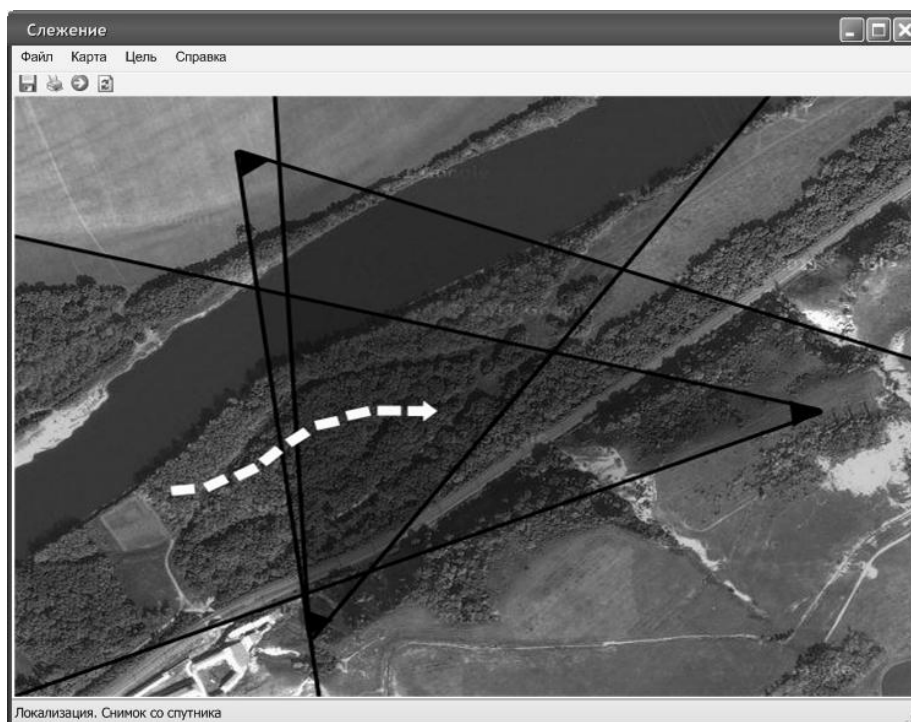 Слежение
Файл Карта Цель Справка
Локализация. Снимок со спутника